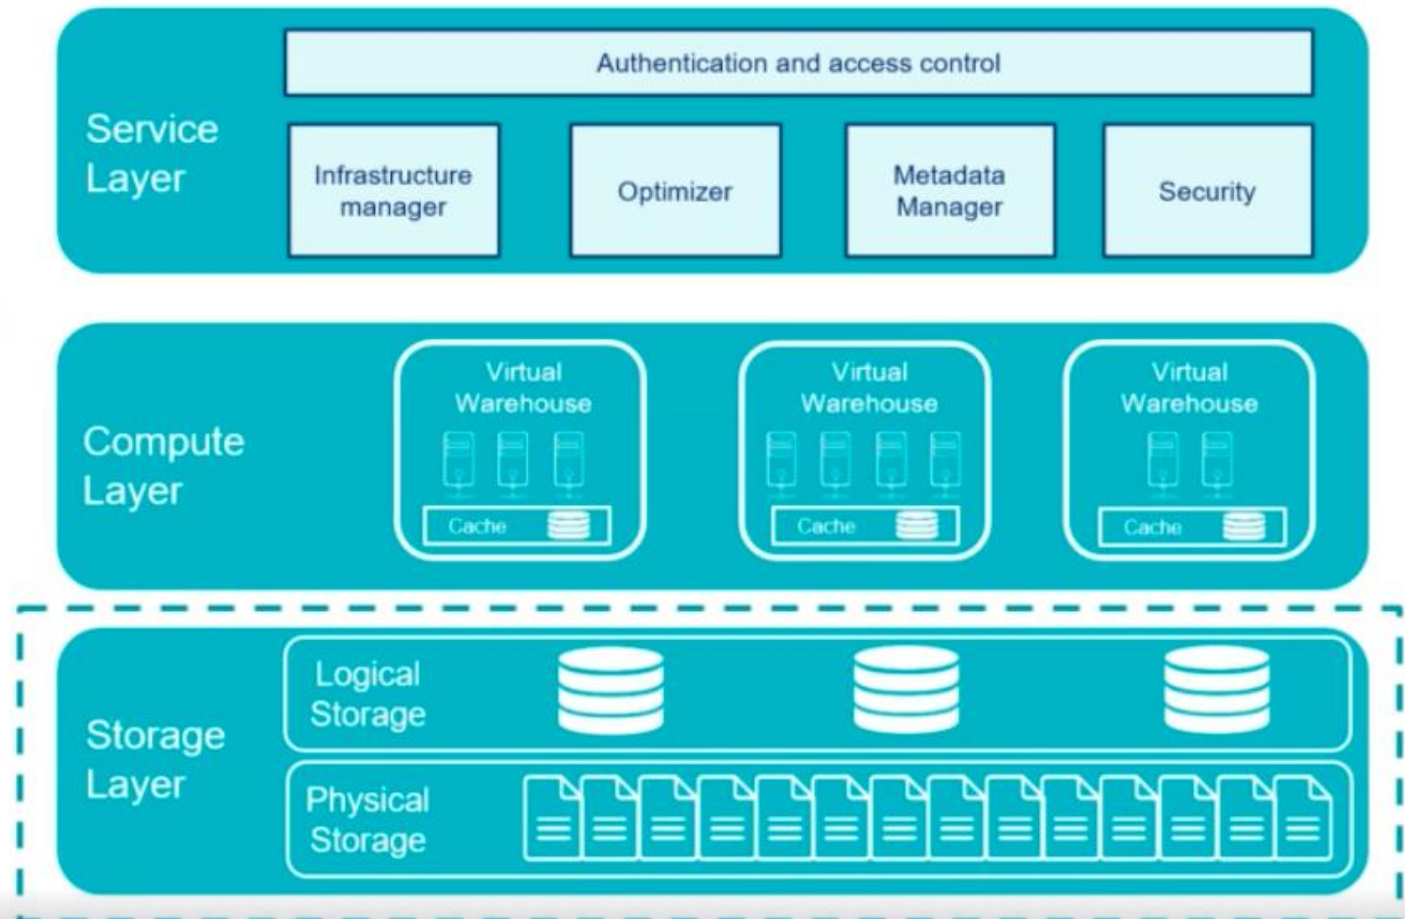 Authentication and access control
Service
Layer
Infrastructure
manager
Optimizer
Metadata
Manager
Security
Compute
Layer
Virtual
Warehouse
Cache
Virtual
Warehouse
Cache
Virtual
Warehouse
Cache
Storage
Layer
Logical
Storage
Physical
Storage